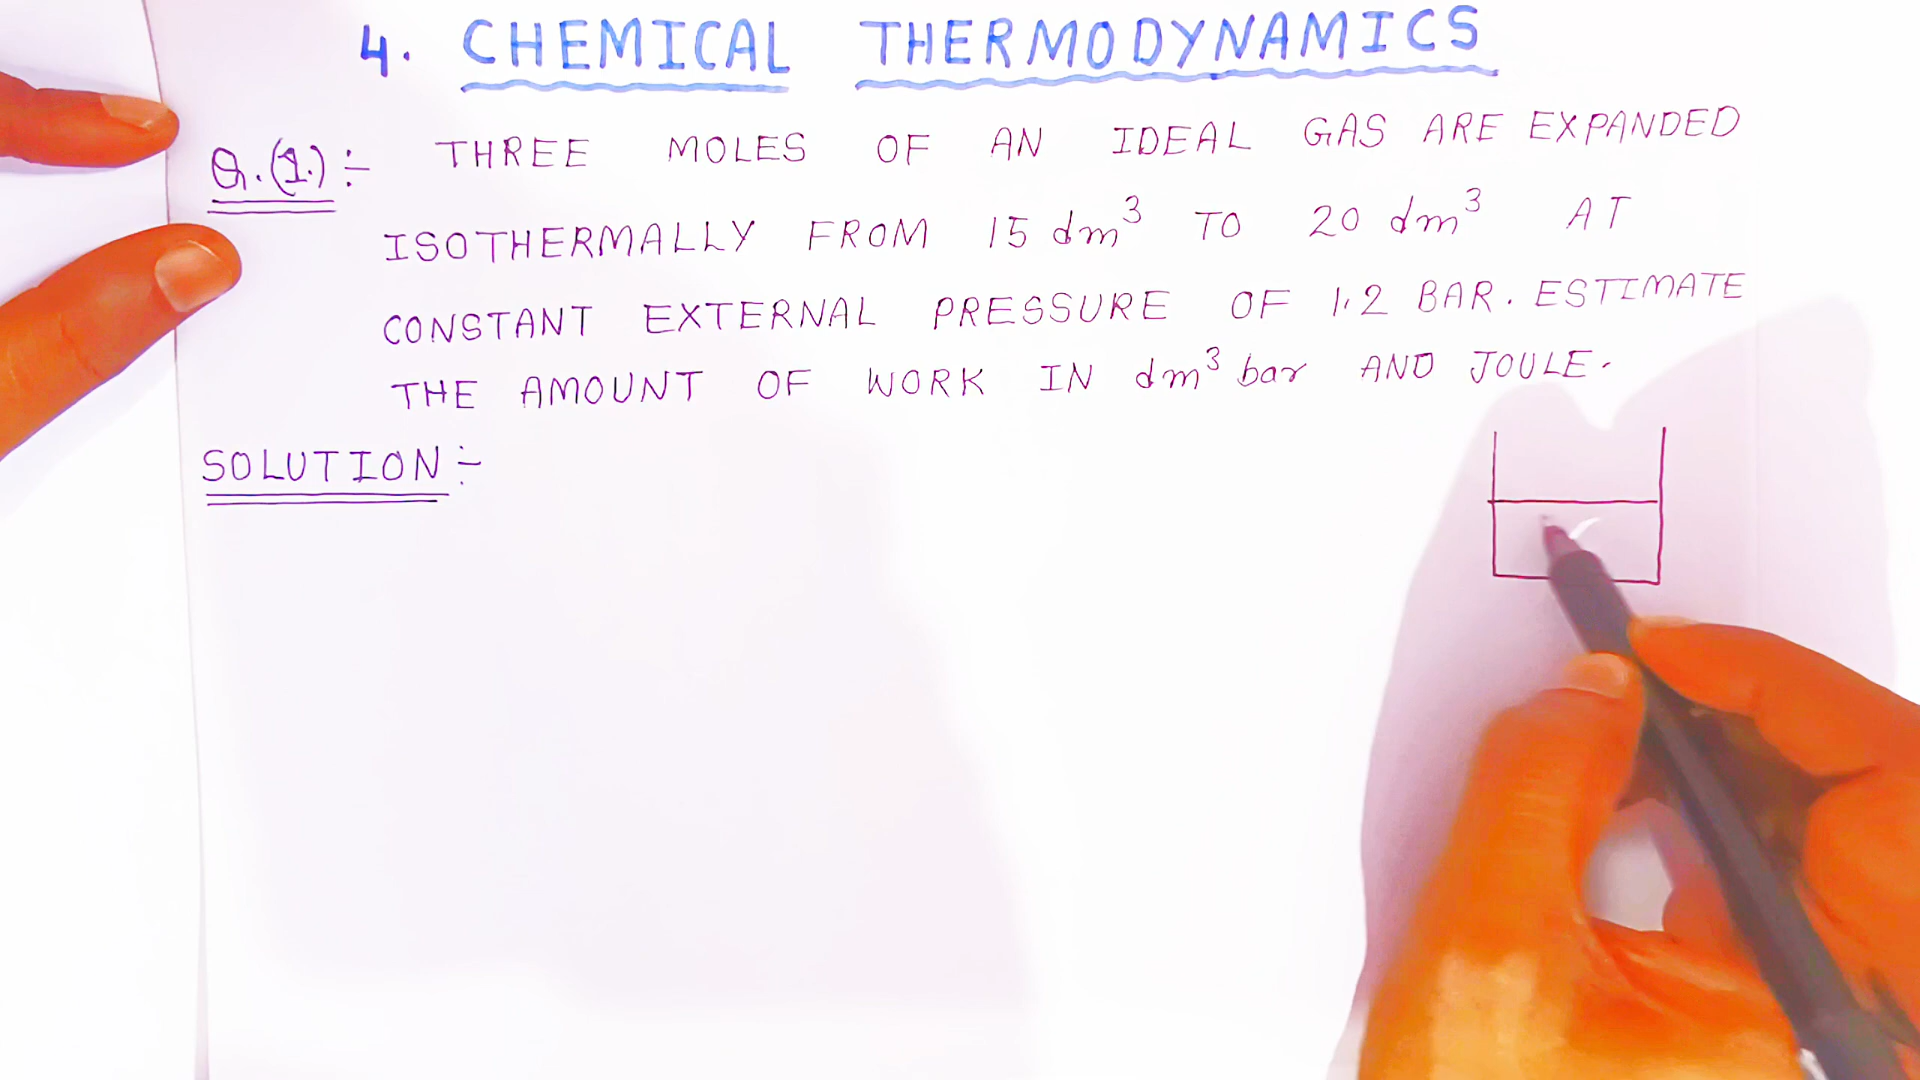 4. CHEMICAL THERMODYNAMICS
Q.(1.) :- THREE MOLES OF AN IDEAL GAS ARE EXPANDED
ISOTHERMALLY FROM 15 dm³ TO 20 dm³ AT
CONSTANT EXTERNAL PRESSURE OF 1.2 BAR. ESTIMATE
THE AMOUNT OF WORK IN dm³ bar AND JOULE.
SOLUTION :-